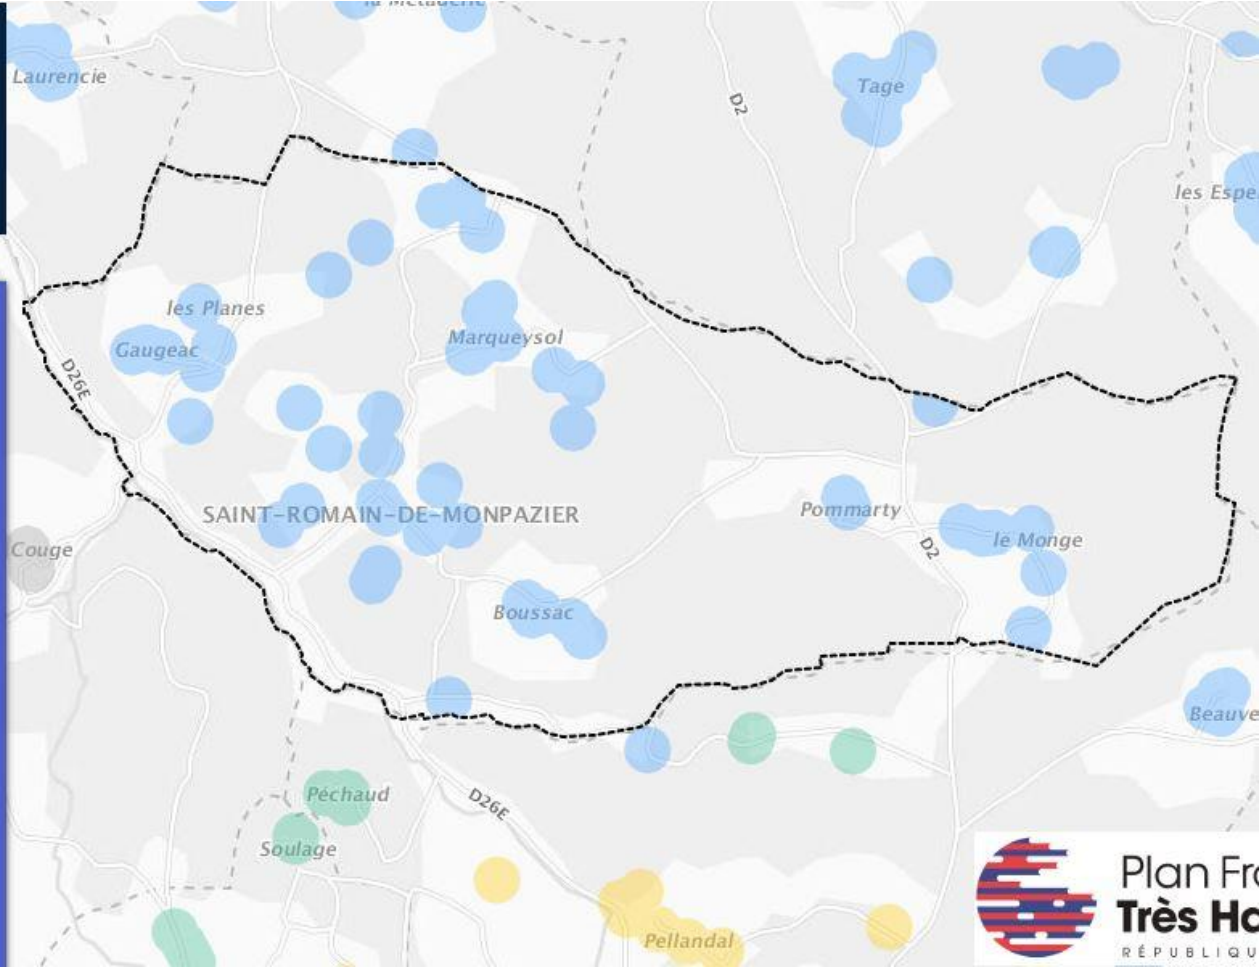 Laurencie
D2
Tage
les Espe
les Planes
Gaugeac
Marqueysol
D26E
SAINT-ROMAIN-DE-MONPAZIER
Pommarty
le Monge
D2
Couge
Boussac
Beauve
Péchaud
D26E
Soulage
Pellandal
Plan Fra
Très Ha
RÉPUBLIQU